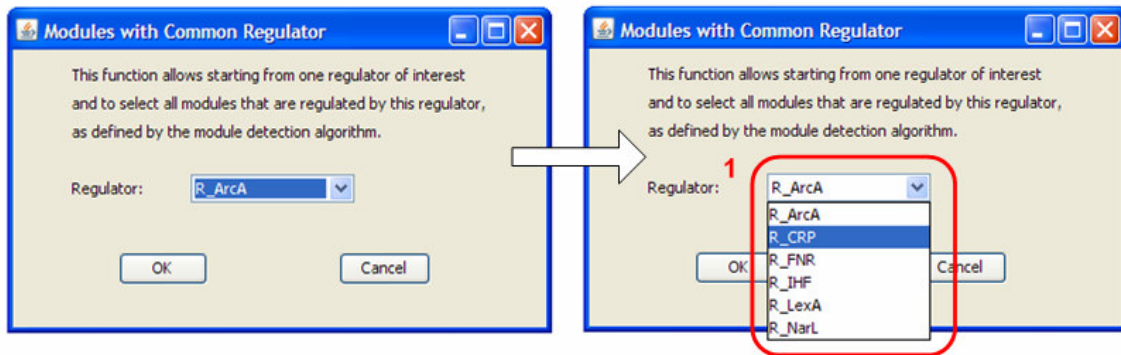 Modules with Common Regulator
This function allows starting from one regulator of interest
and to select all modules that are regulated by this regulator,
as defined by the module detection algorithm.
Regulator: R_ArcA
OK Cancel
Modules with Common Regulator
This function allows starting from one regulator of interest
and to select all modules that are regulated by this regulator,
as defined by the module detection algorithm.
1
Regulator: R_ArcA
R_ArcA
R_CRP
R_FNR
OK Cancel
R_IHF
R_LexA
R_NarL